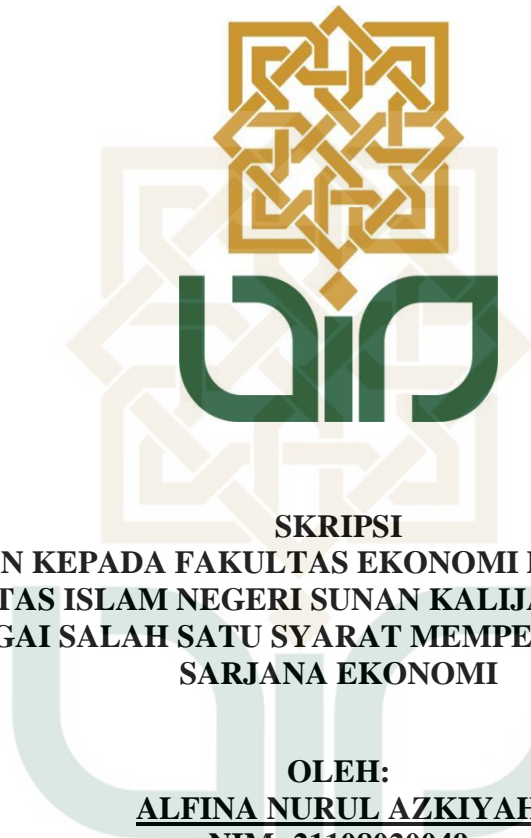 SKRIPSI
N KEPADA FAKULTAS EKONOMI
TAS ISLAM NEGERI SUNAN KALIJA
GAI SALAH SATU SYARAT MEMPE
SARJANA EKONOMI
OLEH:
ALFINA NURUL AZKIYAH